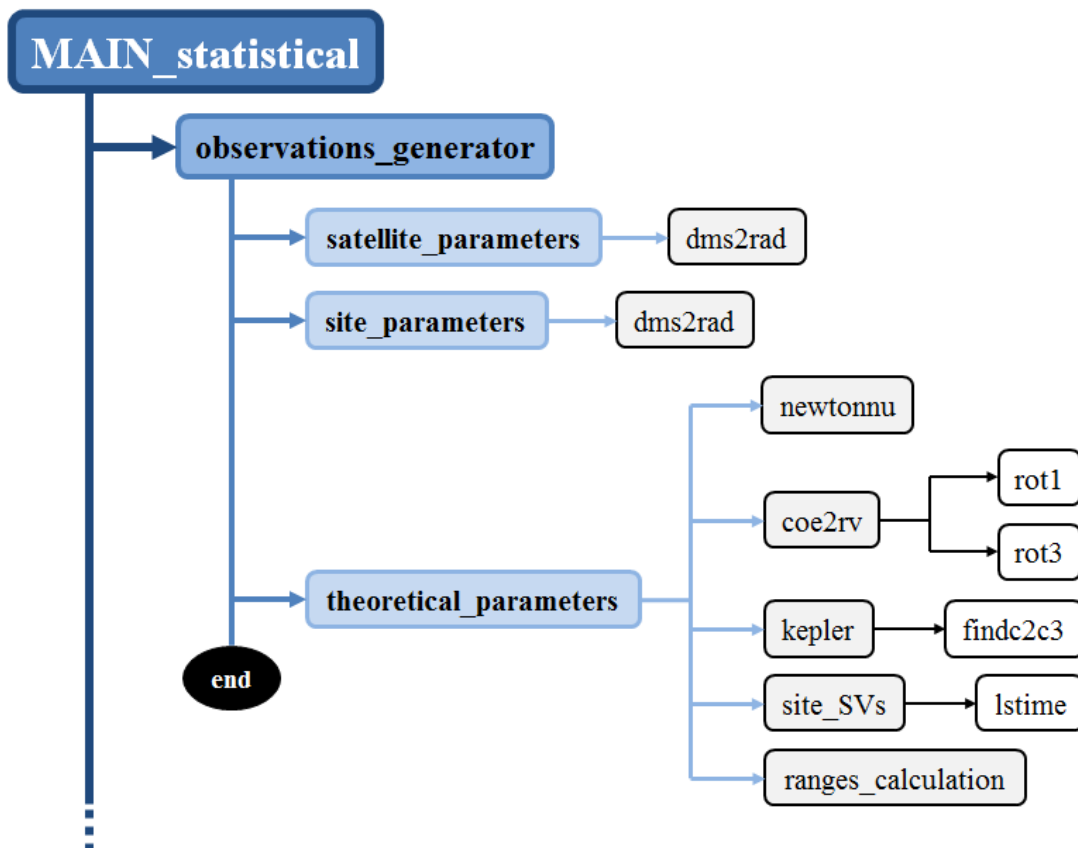 MAIN_statistical
observations_generator
satellite_parameters
dms2rad
site_parameters
dms2rad
newtonnu
rot1
coe2rv
rot3
theoretical_parameters
kepler
findc2c3
end
site_SVs
lstime
ranges_calculation